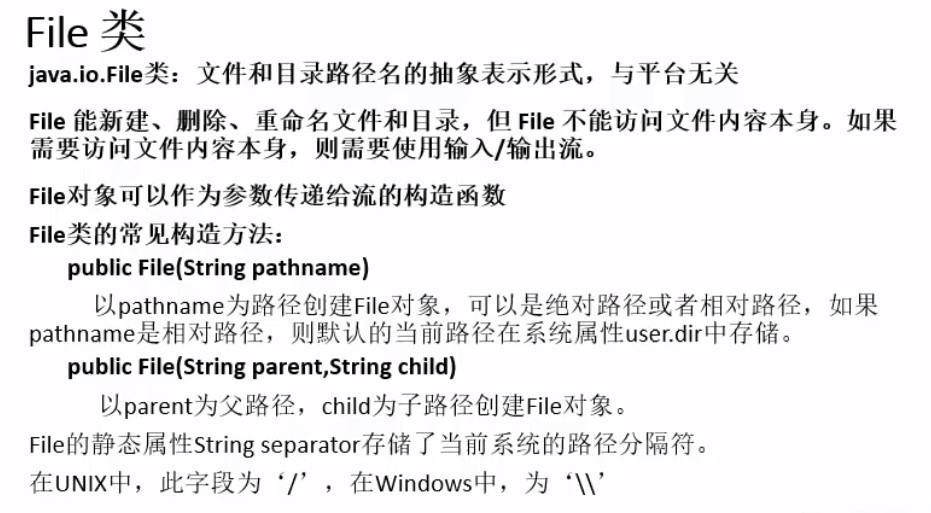 File 类
java.io.File类：文件和目录路径名的抽象表示形式，与平台无关
File 能新建、删除、重命名文件和目录，但 File 不能访问文件内容本身。如果
需要访问文件内容本身，则需要使用输入/输出流。
File对象可以作为参数传递给流的构造函数
File类的常见构造方法：
public File(String pathname)
以pathname为路径创建File对象，可以是绝对路径或者相对路径，如果
pathname是相对路径，则默认的当前路径在系统属性user.dir中存储。
public File(String parent,String child)
以parent为父路径，child为子路径创建File对象。
File的静态属性String separator存储了当前系统的路径分隔符。
在UNIX中，此字段为‘/’，在Windows中，为‘\\’